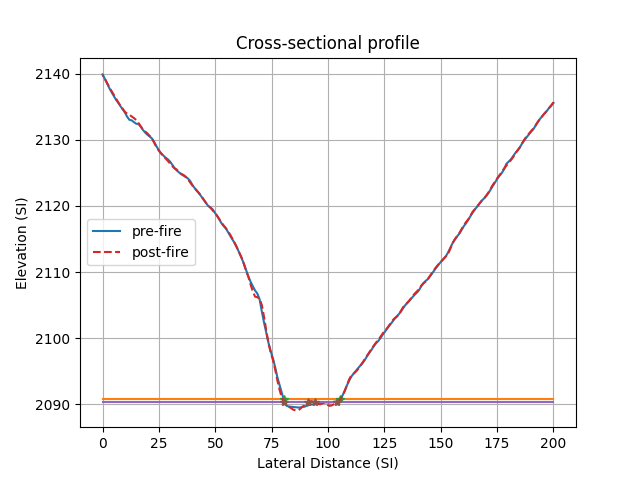 Cross-sectional profile
Elevation (SI)
2140
2130
2120
2110
2100
2090
pre-fire
post-fire
0 25 50 75 100 125 150 175 200
Lateral Distance (SI)